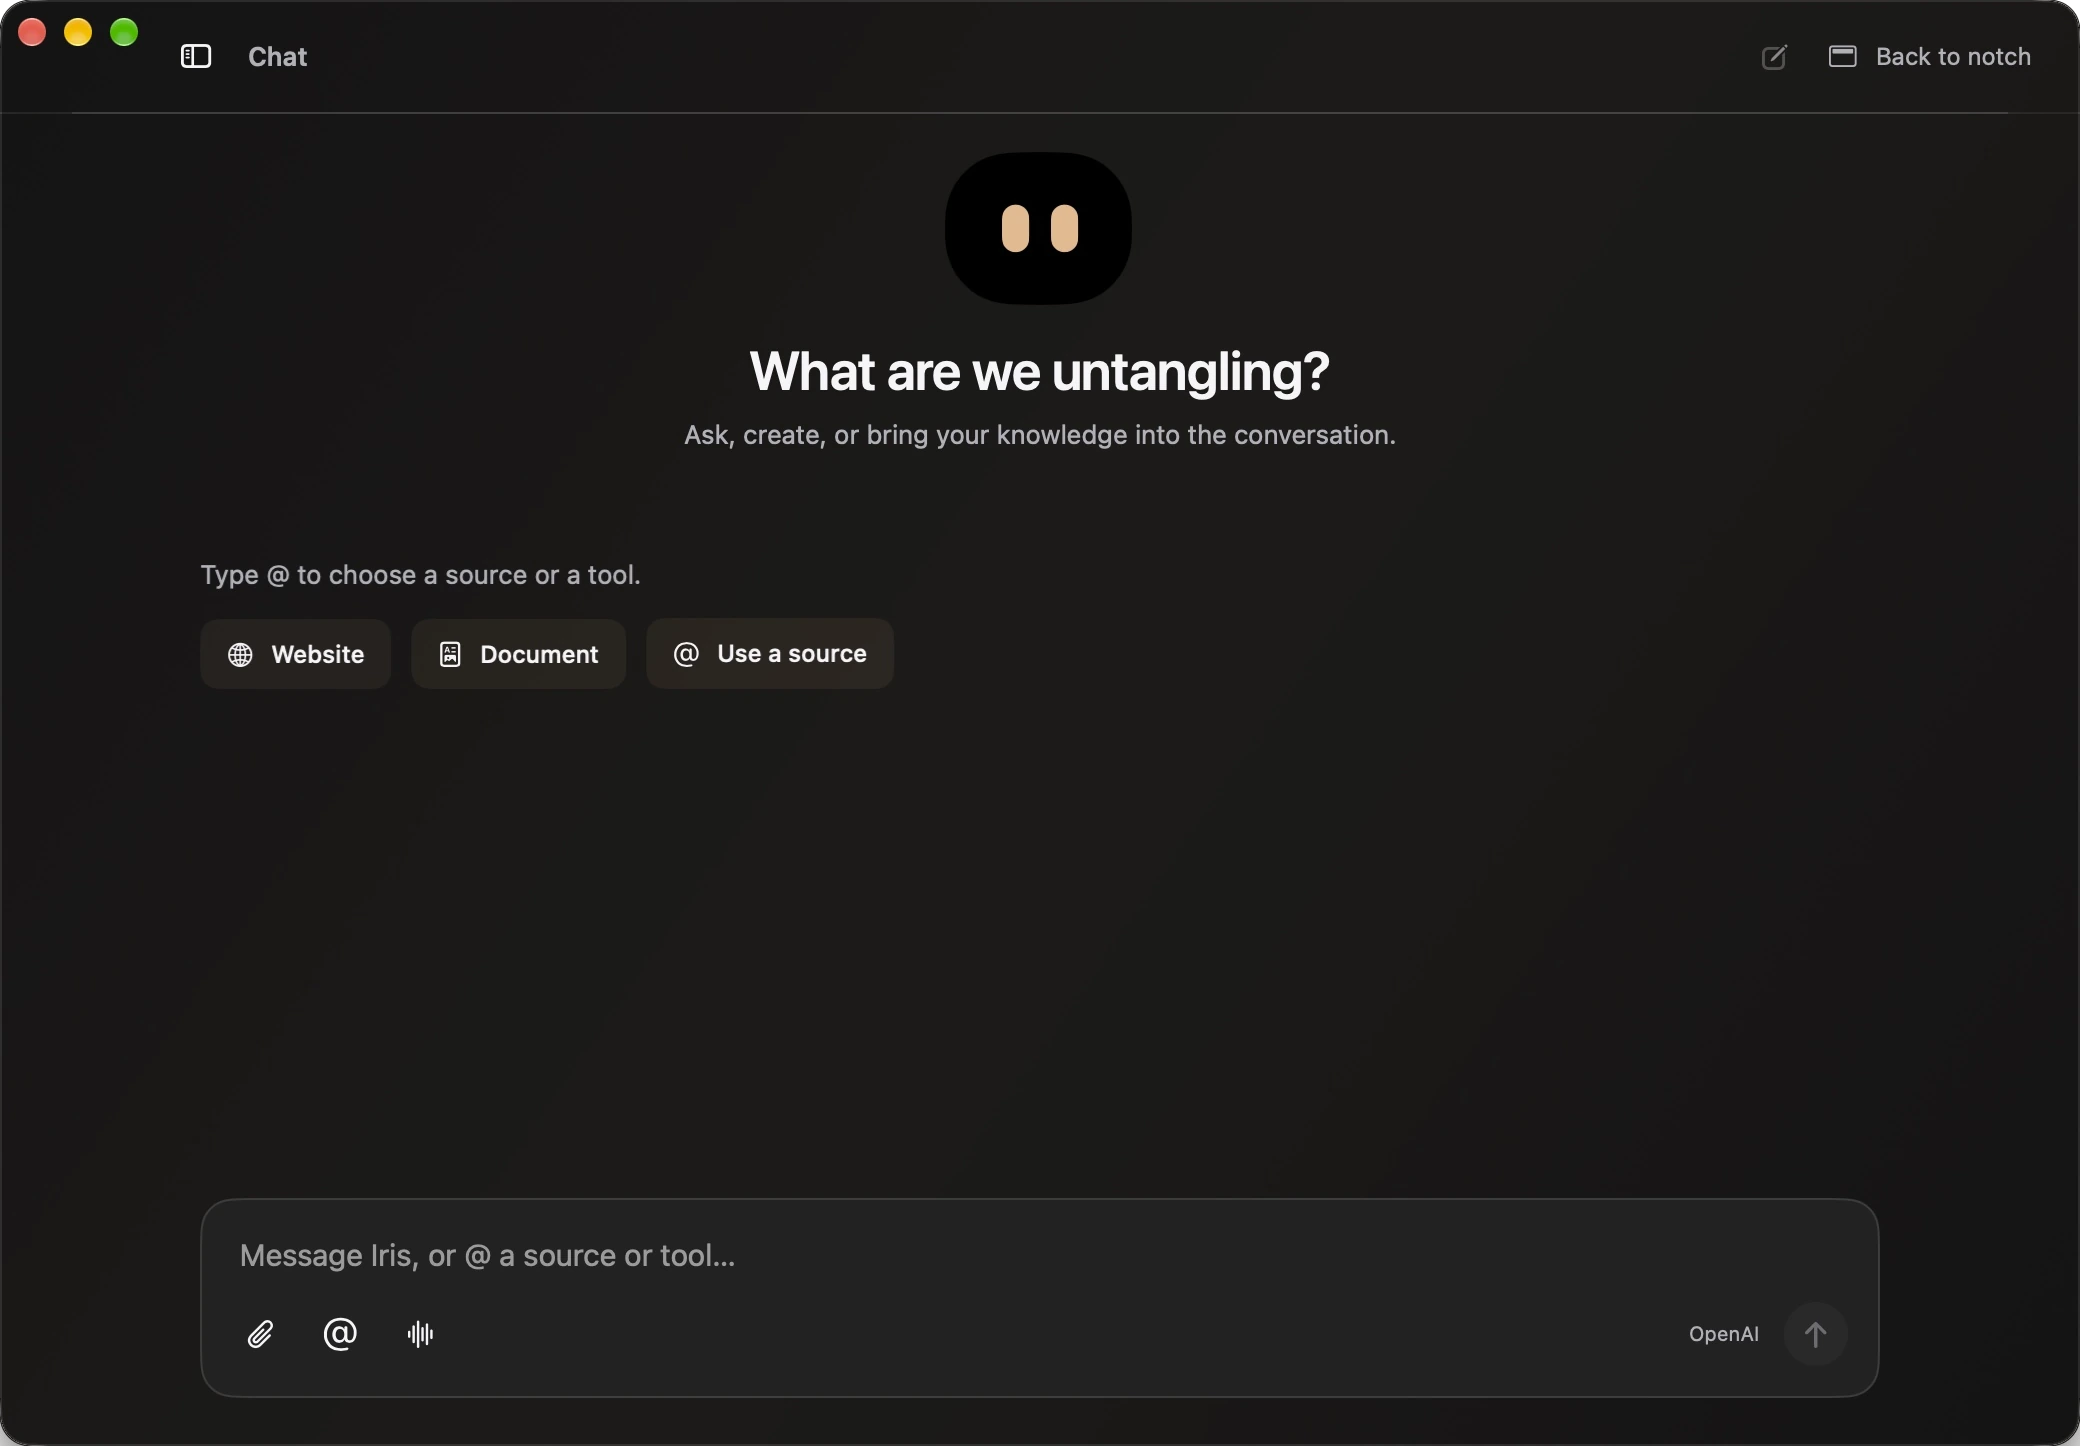 Chat
Back to notch
What are we untangling?
Ask, create, or bring your knowledge into the conversation.
Type @ to choose a source or a tool.
Website
Document
@ Use a source
Message Iris, or @ a source or tool...
@
OpenAI